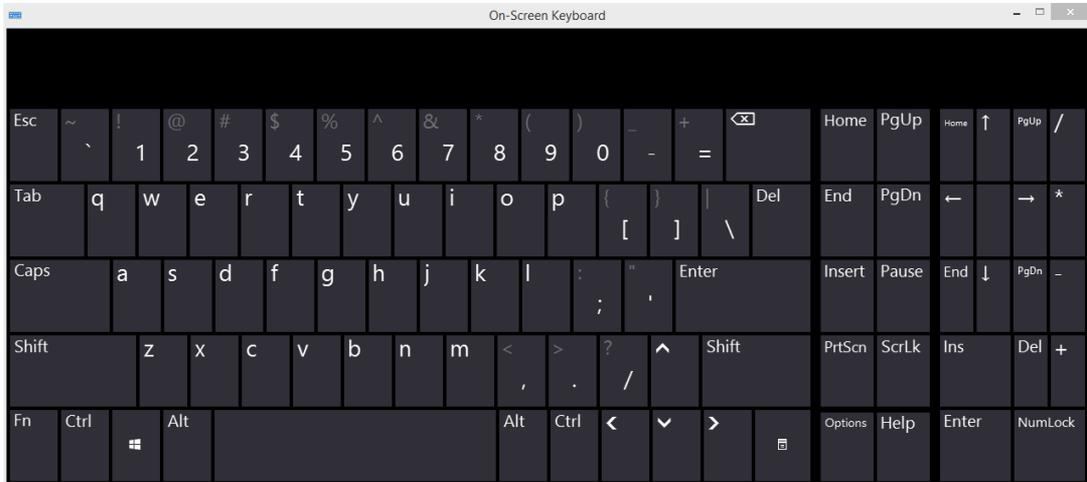 On-Screen Keyboard
Esc ~ ` ! 1 @ 2 # 3 $ 4 % 5 ^ 6 & 7 * 8 ( 9 ) 0 _ - + = Home PgUp Home ↑ PgUp /
Tab q w e r t y u i o p { [ } ] | \ Del End PgDn ← → *
Caps a s d f g h j k l : ; " ' Enter Insert Pause End ↓ PgDn -
Shift z x c v b n m < , > . ? / ^ Shift PrtScn ScrLk Ins Del +
Fn Ctrl Alt Alt Ctrl < v > Options Help Enter NumLock